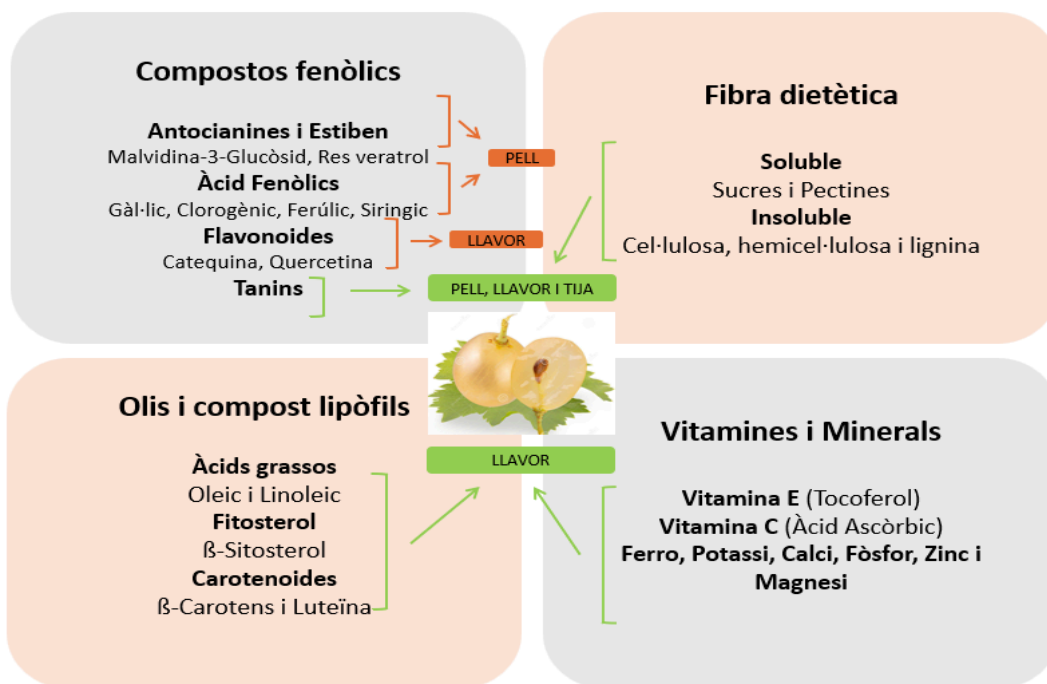 Compostos fenòlics
Antocianines i Estiben
Malvidina-3-Glucòsid, Res veratrol
Àcid Fenòlics
Gàl·lic, Clorogènic, Ferúlic, Siringic
Flavonoides
Catequina, Quercetina
Tanins
PELL
LLAVOR
PELL, LLAVOR I TIJA
Fibra dietètica
Soluble
Sucres i Pectines
Insoluble
Cel·lulosa, hemicel·lulosa i lignina
Olis i compost lipòfils
Àcids grassos
Oleic i Linoleic
Fitosterol
ß-Sitosterol
Carotenoides
ß-Carotens i Luteïna
LLAVOR
Vitamines i Minerals
Vitamina E (Tocoferol)
Vitamina C (Àcid Ascòrbic)
Ferro, Potassi, Calci, Fòsfor, Zinc i
Magnesi